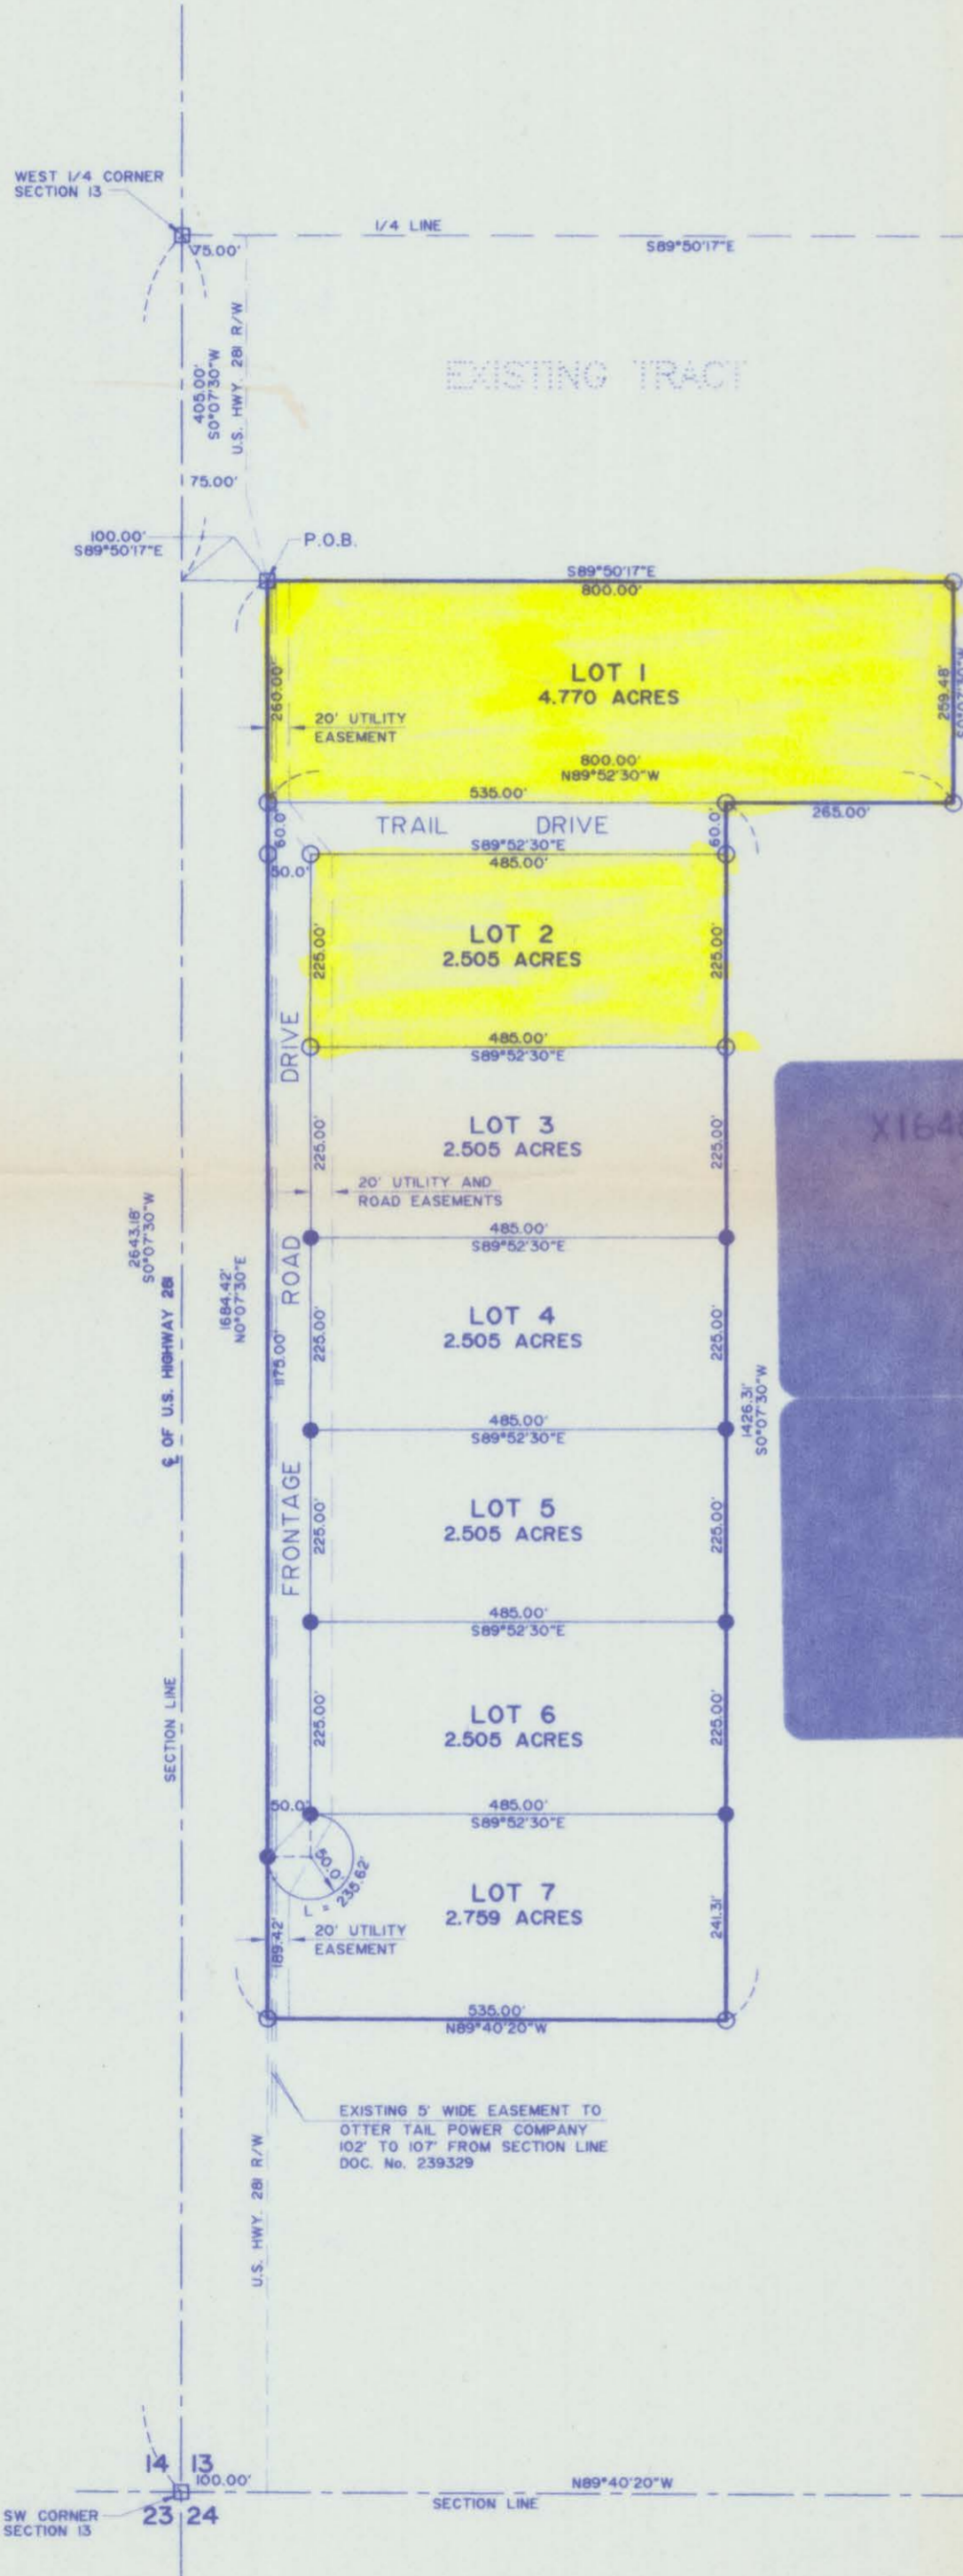 WEST 1/4 CORNER
SECTION 13
1/4 LINE
S89°50'17"E
75.00'
405.00'
S0°07'30"W
U.S. HWY. 281 R/W
EXISTING TRACT
75.00'
100.00'
S89°50'17"E
P.O.B.
S89°50'17"E
800.00'
LOT 1
4.770 ACRES
260.00'
259.48'
S0°07'30"W
20' UTILITY
EASEMENT
800.00'
N89°52'30"W
535.00'
265.00'
60.0'
TRAIL DRIVE
60.0'
S89°52'30"E
485.00'
50.0'
LOT 2
2.505 ACRES
225.00'
225.00'
485.00'
S89°52'30"E
LOT 3
2.505 ACRES
225.00'
225.00'
X1646
20' UTILITY AND
ROAD EASEMENTS
485.00'
S89°52'30"E
2643.18'
S0°07'30"W
℄ OF U.S. HIGHWAY 281
1684.42'
N0°07'30"E
1175.00'
FRONTAGE ROAD DRIVE
LOT 4
2.505 ACRES
225.00'
225.00'
1426.31'
S0°07'30"W
485.00'
S89°52'30"E
LOT 5
2.505 ACRES
225.00'
225.00'
485.00'
S89°52'30"E
SECTION LINE
LOT 6
2.505 ACRES
225.00'
225.00'
50.0'
485.00'
S89°52'30"E
L = 235.62'
LOT 7
2.759 ACRES
189.42'
241.31'
20' UTILITY
EASEMENT
535.00'
N89°40'20"W
EXISTING 5' WIDE EASEMENT TO
OTTER TAIL POWER COMPANY
102' TO 107' FROM SECTION LINE
DOC. No. 239329
U.S. HWY. 281 R/W
14 13
100.00'
N89°40'20"W
SECTION LINE
SW CORNER
SECTION 13
23 24